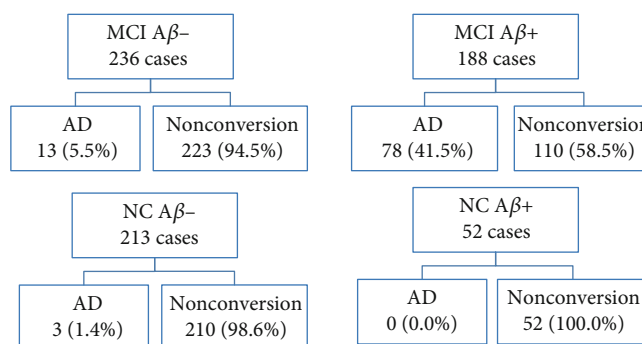 MCI Aβ–
236 cases
AD
13 (5.5%)
Nonconversion
223 (94.5%)
MCI Aβ+
188 cases
AD
78 (41.5%)
Nonconversion
110 (58.5%)
NC Aβ–
213 cases
AD
3 (1.4%)
Nonconversion
210 (98.6%)
NC Aβ+
52 cases
AD
0 (0.0%)
Nonconversion
52 (100.0%)